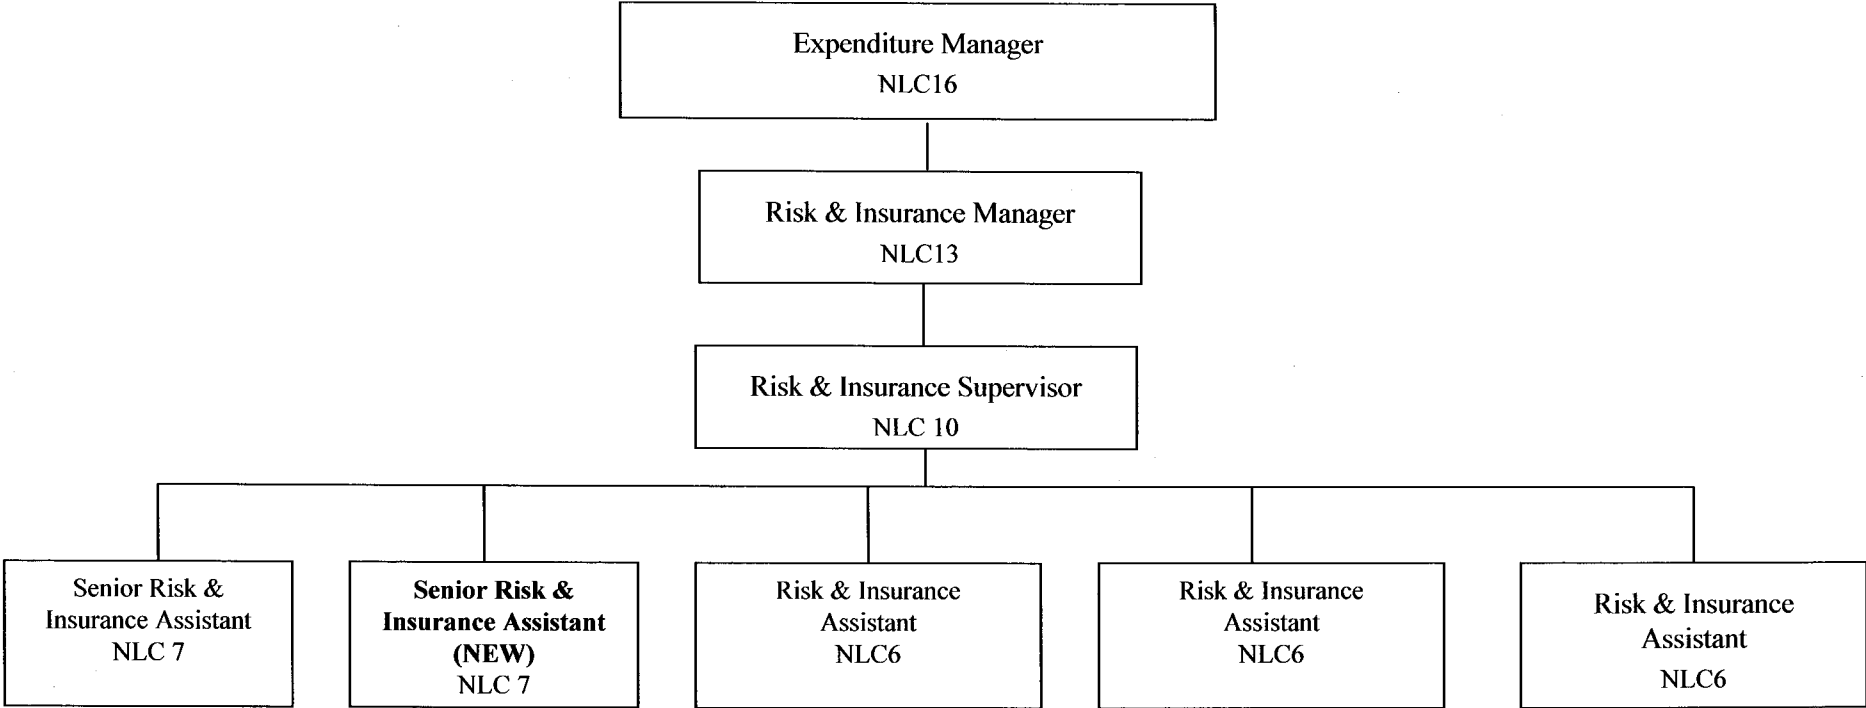 Expenditure Manager
NLC16
Risk & Insurance Manager
NLC13
Risk & Insurance Supervisor
NLC 10
Senior Risk &
Insurance Assistant
NLC 7
Senior Risk &
Insurance Assistant
(NEW)
NLC 7
Risk & Insurance
Assistant
NLC6
Risk & Insurance
Assistant
NLC6
Risk & Insurance
Assistant
NLC6